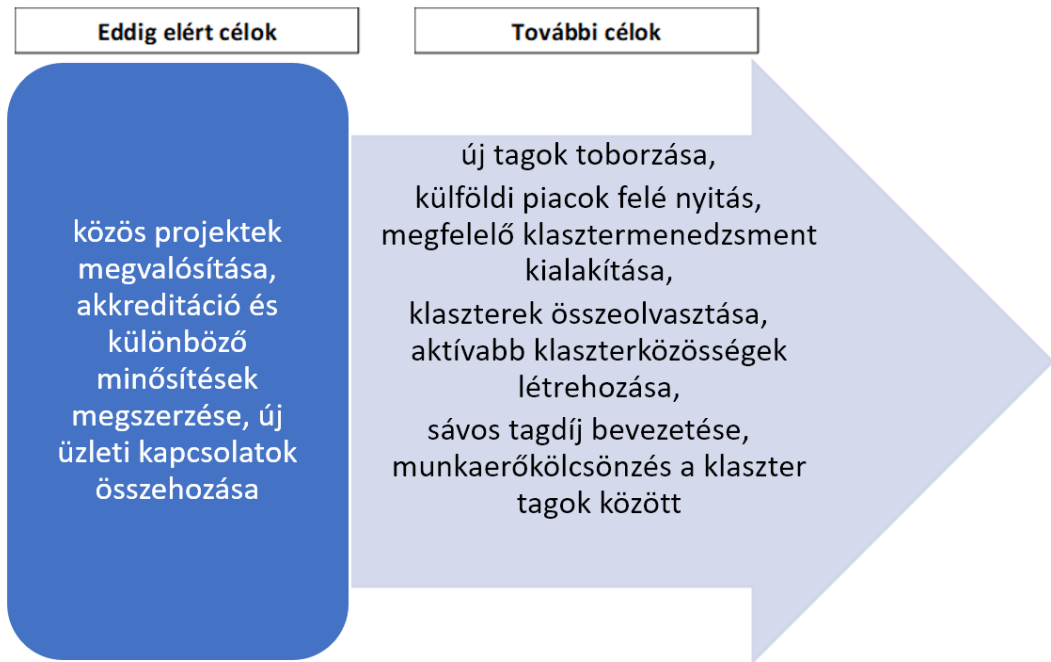 Eddig elért célok
További célok
közös projektek
megvalósítása,
akkreditáció és
különböző
minősítések
megszerzése, új
üzleti kapcsolatok
összehozása
új tagok toborzása,
külföldi piacok felé nyitás,
megfelelő klasztermenedzsment
kialakítása,
klaszterek összeolvasztása,
aktívabb klaszterközösségek
létrehozása,
sávos tagdíj bevezetése,
munkaerőkölcsönzés a klaszter
tagok között